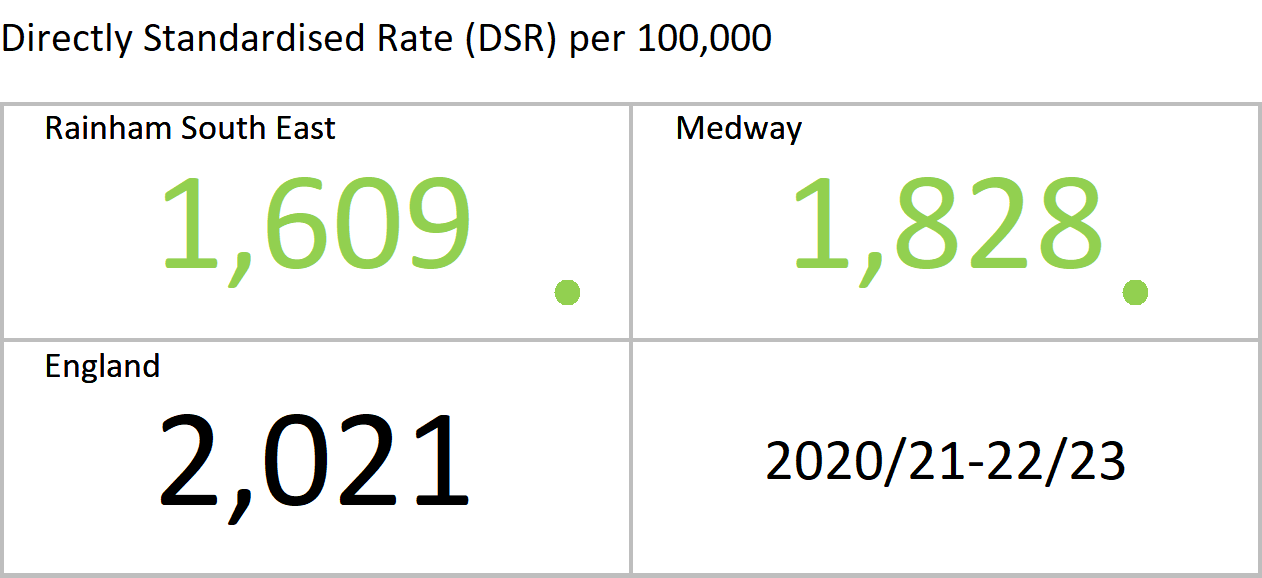 Directly Standardised Rate (DSR) per 100,000
Rainham South East
1,609
Medway
1,828
England
2,021
2020/21-22/23